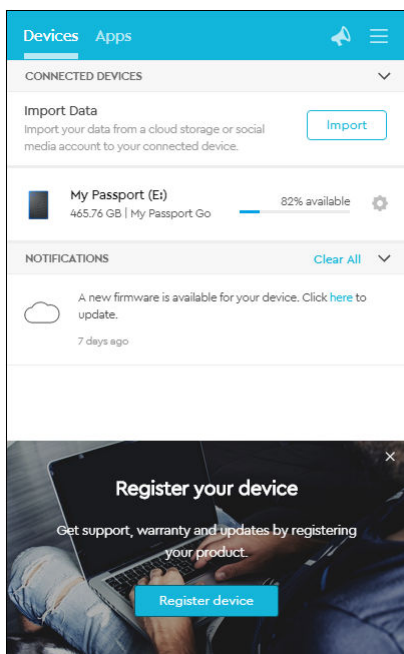 Devices Apps
CONNECTED DEVICES
Import Data
Import your data from a cloud storage or social
media account to your connected device.
Import
My Passport (E:)
465.76 GB | My Passport Go
82% available
NOTIFICATIONS
Clear All
A new firmware is available for your device. Click here to
update.
7 days ago
Register your device
Get support, warranty and updates by registering
your product.
Register device